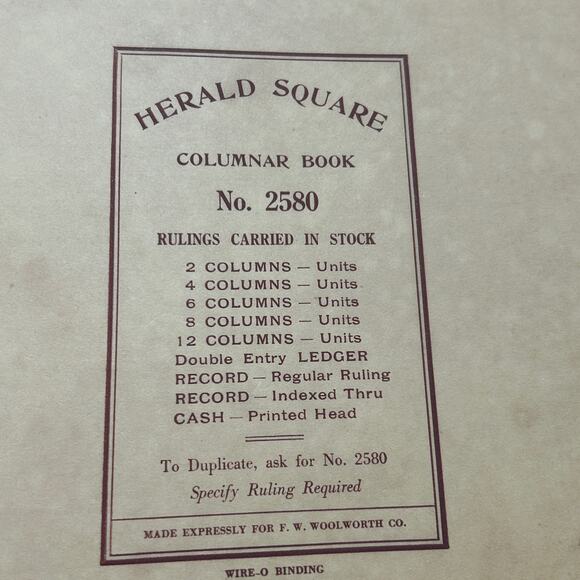 HERALD SQUARE
COLUMNAR BOOK
No. 2580
RULINGS CARRIED IN STOCK
2 COLUMNS — Units
4 COLUMNS — Units
6 COLUMNS — Units
8 COLUMNS — Units
12 COLUMNS — Units
Double Entry LEDGER
RECORD — Regular Ruling
RECORD — Indexed Thru
CASH — Printed Head
To Duplicate, ask for No. 2580
Specify Ruling Required
MADE EXPRESSLY FOR F. W. WOOLWORTH CO.
WIRE-O BINDING